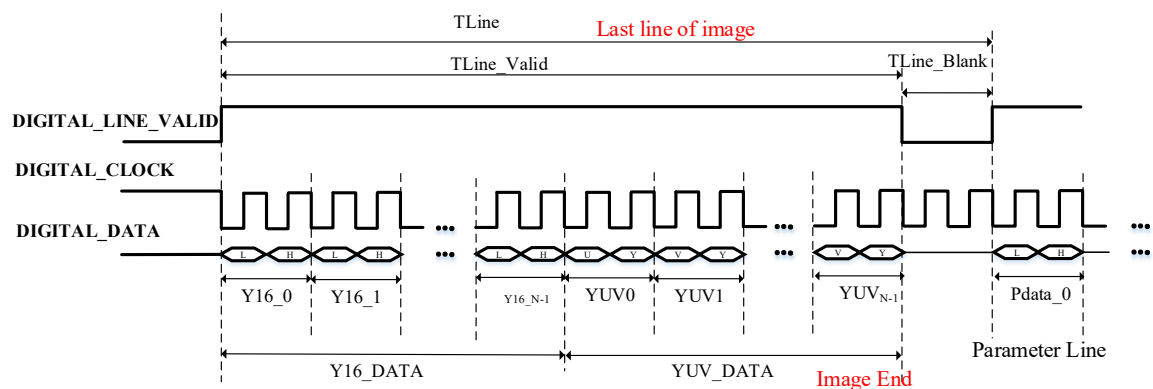 TLine
Last line of image
TLine_Valid
TLine_Blank
DIGITAL_LINE_VALID
DIGITAL_CLOCK
DIGITAL_DATA
L H L H L H U Y V Y V Y L H
Y16_0 Y16_1 Y16_N-1 YUV0 YUV1 YUVN-1 Pdata_0
Parameter Line
Y16_DATA YUV_DATA
Image End